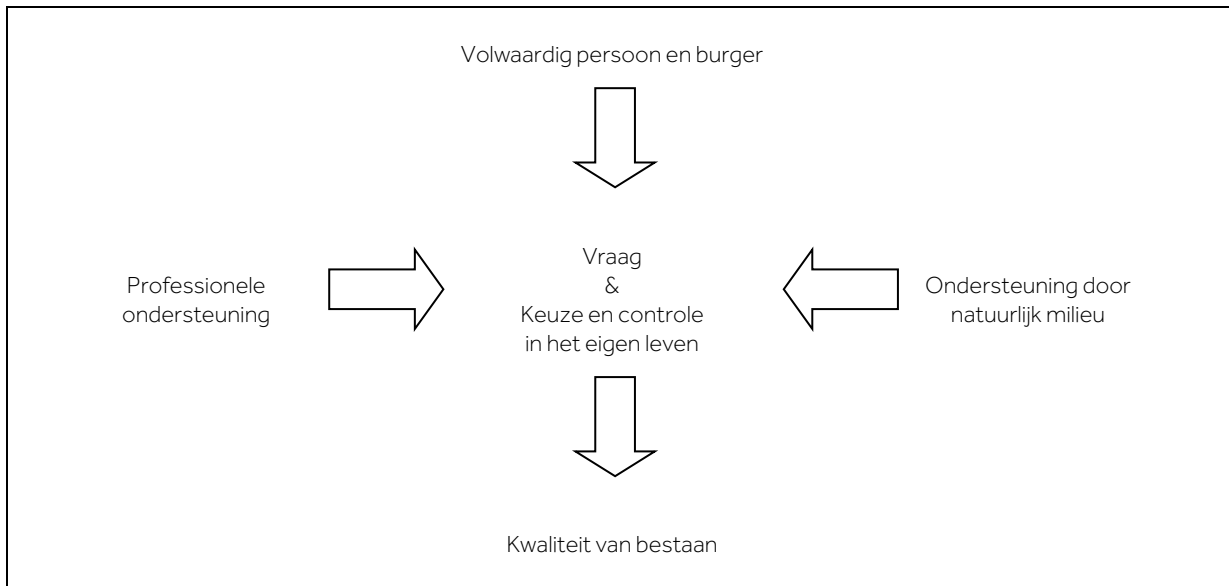 Volwaardig persoon en burger
Professionele
ondersteuning
Vraag
&
Keuze en controle
in het eigen leven
Ondersteuning door
natuurlijk milieu
Kwaliteit van bestaan